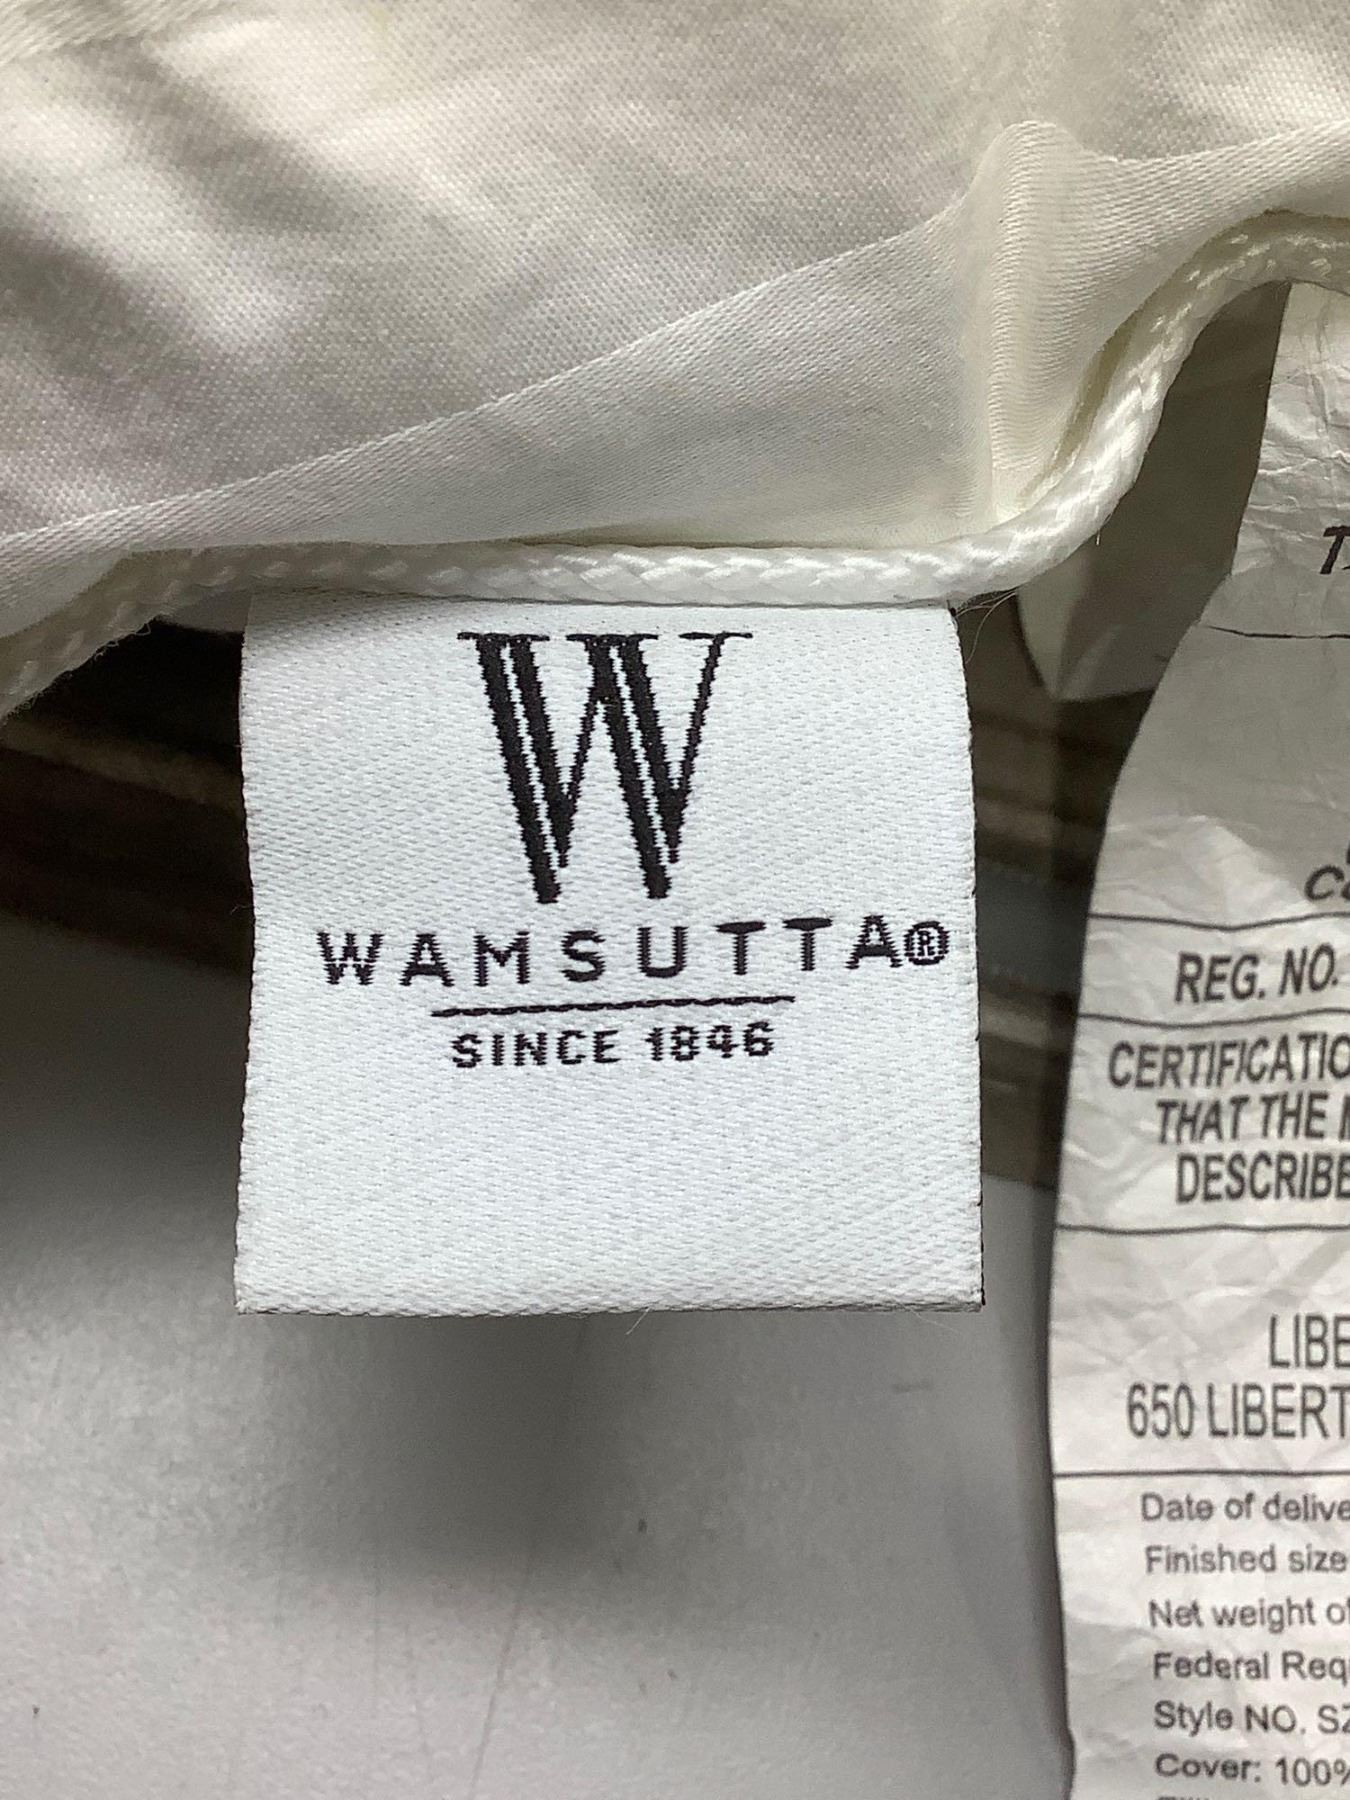 W
WAMSUTTA®
SINCE 1846
REG. NO.
CERTIFICATIO
THAT THE
DESCRIBE
LIBE
650 LIBERT
Date of delive
Finished size
Net weight of
Federal Req
Style NO. SZ
Cover: 100%